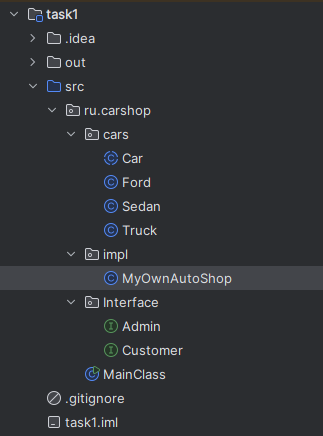 task1
.idea
out
src
ru.carshop
cars
Car
Ford
Sedan
Truck
impl
MyOwnAutoShop
Interface
Admin
Customer
MainClass
.gitignore
task1.iml